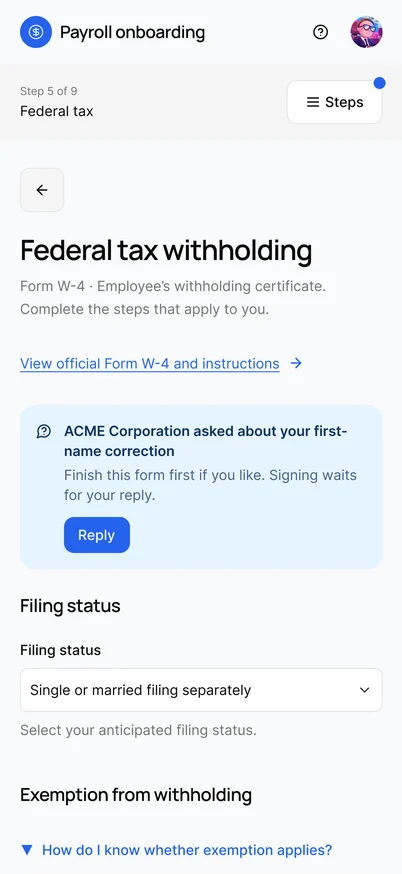 Payroll onboarding
Step 5 of 9
Federal tax
Steps
Federal tax withholding
Form W-4 · Employee’s withholding certificate.
Complete the steps that apply to you.
View official Form W-4 and instructions
ACME Corporation asked about your first-
name correction
Finish this form first if you like. Signing waits
for your reply.
Reply
Filing status
Filing status
Single or married filing separately
Select your anticipated filing status.
Exemption from withholding
How do I know whether exemption applies?